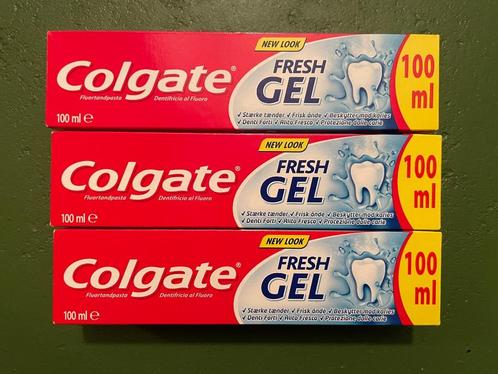 NEW LOOK
Colgate®
FRESH
GEL
100
ml
Fluortandpasta Dentifricio al Fluoro
✓Stærke tænder ✓Frisk ånde ✓Beskytter mod karies
✓Denti Forti ✓Alito Fresco ✓Protezione dalle carie
100 ml e
NEW LOOK
Colgate®
FRESH
GEL
100
ml
Fluortandpasta Dentifricio al Fluoro
✓Stærke tænder ✓Frisk ånde ✓Beskytter mod karies
✓Denti Forti ✓Alito Fresco ✓Protezione dalle carie
100 ml e
NEW LOOK
Colgate®
FRESH
GEL
100
ml
Fluortandpasta Dentifricio al Fluoro
✓Stærke tænder ✓Frisk ånde ✓Beskytter mod karies
✓Denti Forti ✓Alito Fresco ✓Protezione dalle carie
100 ml e